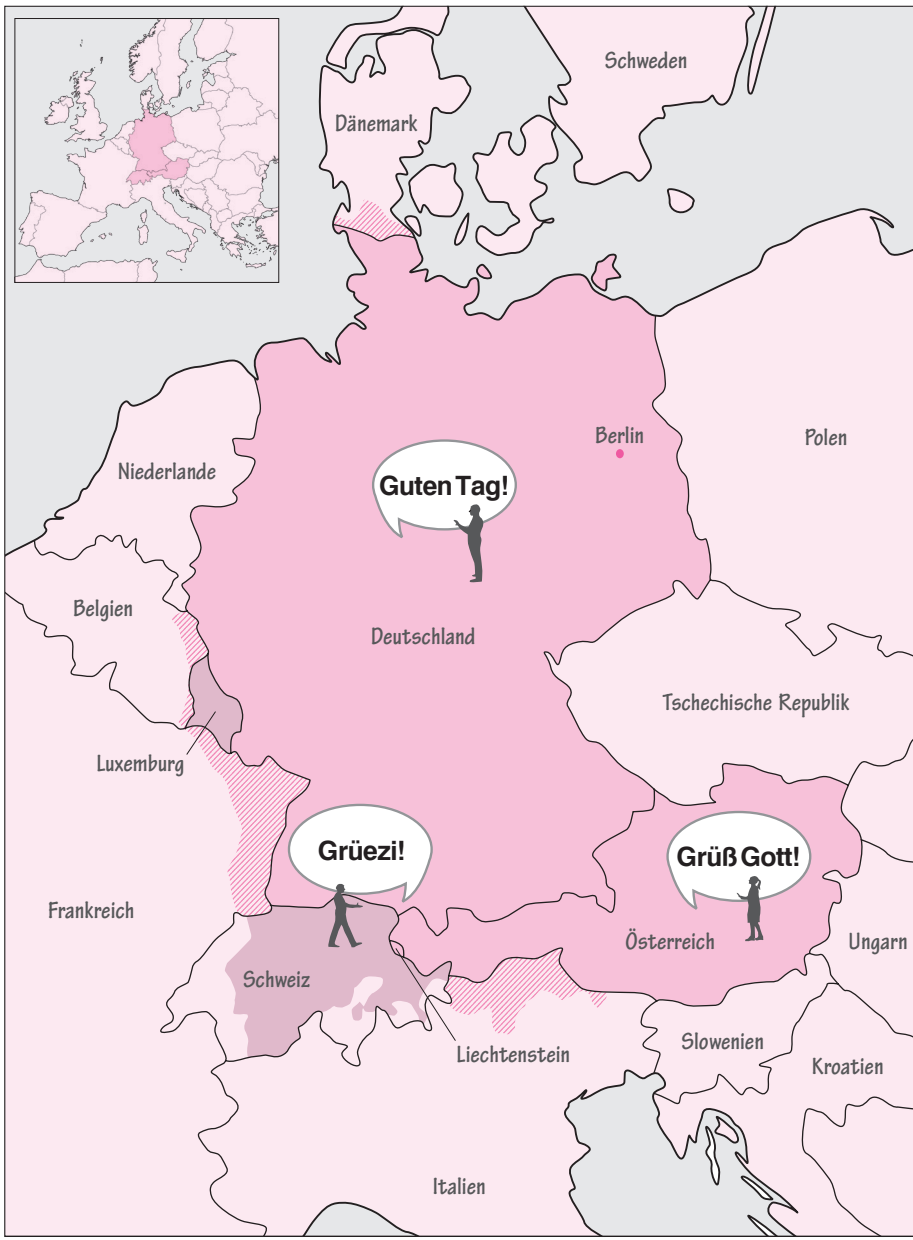 Schweden
Dänemark
Berlin
Polen
Niederlande
Guten Tag!
Belgien
Deutschland
Tschechische Republik
Luxemburg
Grüezi!
Grüß Gott!
Frankreich
Österreich
Ungarn
Schweiz
Liechtenstein
Slowenien
Kroatien
Italien